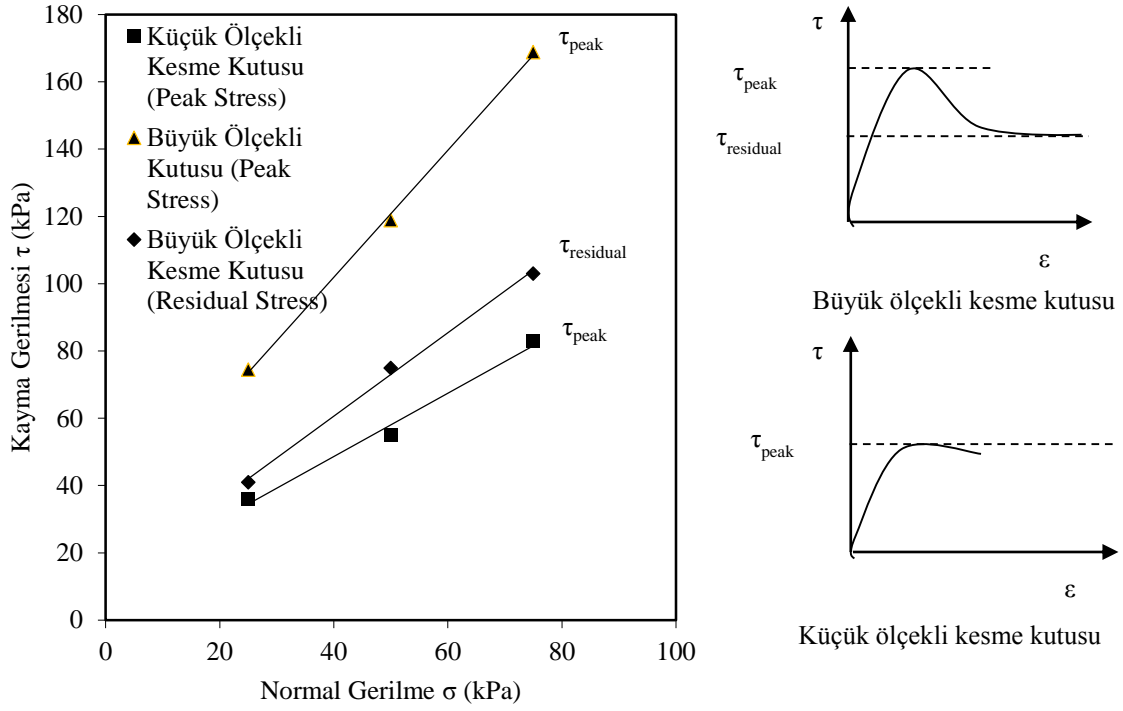 180
160
140
120
100
80
60
40
20
0
Kayma Gerilmesi τ (kPa)
Küçük Ölçekli
Kesme Kutusu
(Peak Stress)
Büyük Ölçekli
Kutusu (Peak
Stress)
Büyük Ölçekli
Kesme Kutusu
(Residual Stress)
τpeak
τresidual
τpeak
0 20 40 60 80 100
Normal Gerilme σ (kPa)
τ
τpeak
τresidual
ε
Büyük ölçekli kesme kutusu
τ
τpeak
ε
Küçük ölçekli kesme kutusu